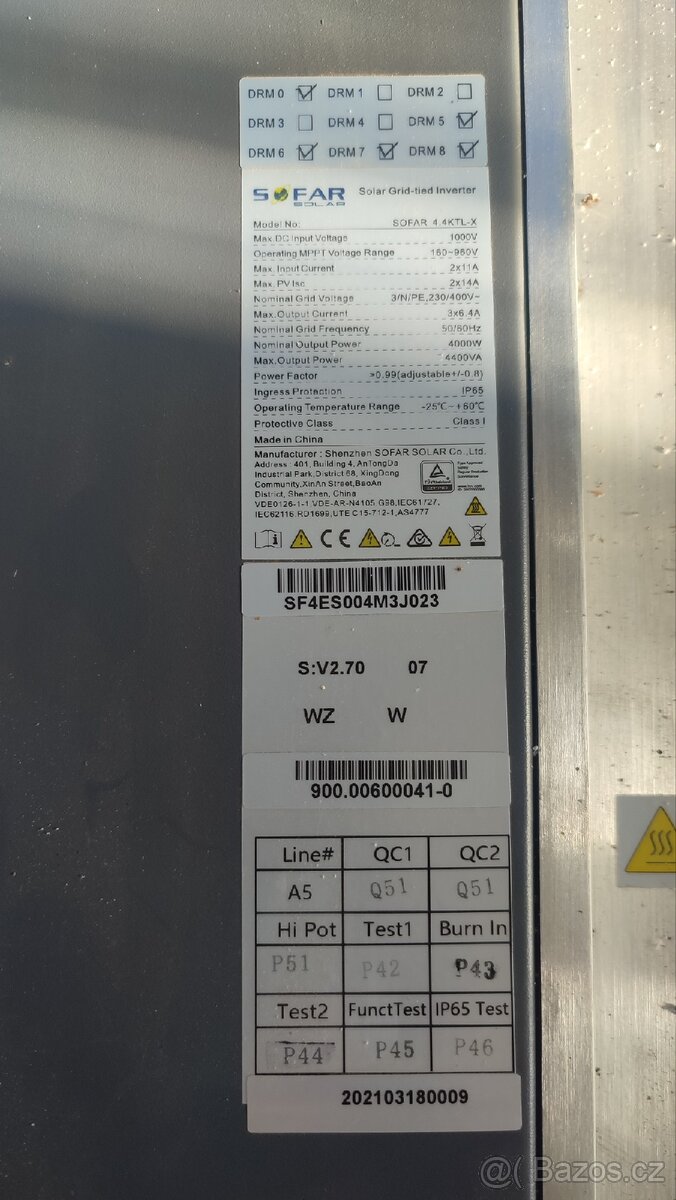 DRM 0 ☑ DRM 1 ☐ DRM 2 ☐
DRM 3 ☐ DRM 4 ☐ DRM 5 ☑
DRM 6 ☑ DRM 7 ☑ DRM 8 ☑
SOFAR SOLAR Solar Grid-tied Inverter
Model No: SOFAR 4.4KTL-X
Max.DC Input Voltage 1000V
Operating MPPT Voltage Range 160~960V
Max. Input Current 2x11A
Max. PV Isc 2x14A
Nominal Grid Voltage 3/N/PE,230/400V~
Max.Output Current 3x6.4A
Nominal Grid Frequency 50/60Hz
Nominal Output Power 4000W
Max.Output Power 4400VA
Power Factor >0.99(adjustable+/-0.8)
Ingress Protection IP65
Operating Temperature Range -25℃~+60℃
Protective Class Class I
Made in China
Manufacturer : Shenzhen SOFAR SOLAR Co.,Ltd.
Address : 401, Building 4, AnTongDa
Industrial Park,District 68, XingDong
Community,XinAn Street,BaoAn
District, Shenzhen, China
VDE0126-1-1,VDE-AR-N4105,G98,IEC61727,
IEC62116,RD1699,UTE C15-712-1,AS4777
CE
SF4ES004M3J023
S:V2.70 07
WZ W
900.00600041-0
Line# QC1 QC2
A5 Q51 Q51
Hi Pot Test1 Burn In
P51 P42 P43
Test2 FunctTest IP65 Test
P44 P45 P46
202103180009
@ Bazos.cz